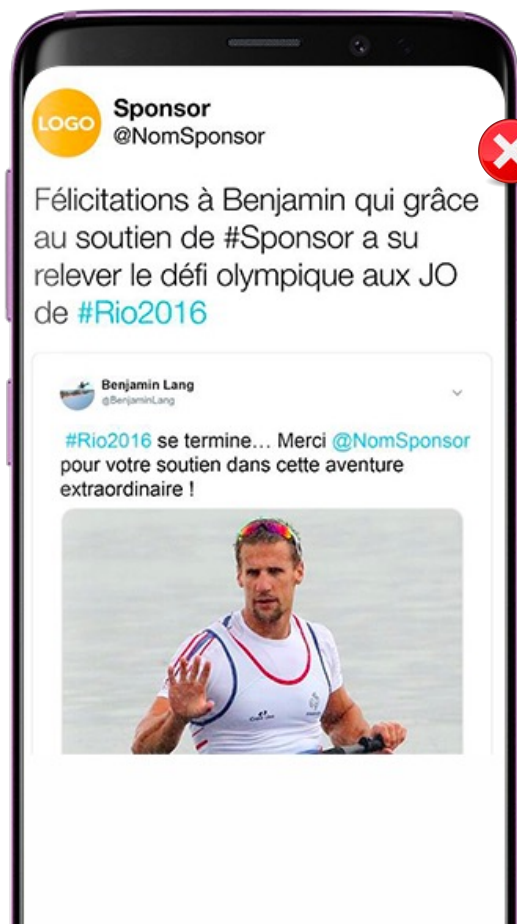 LOGO
Sponsor
@NomSponsor
Félicitations à Benjamin qui grâce
au soutien de #Sponsor a su
relever le défi olympique aux JO
de #Rio2016
Benjamin Lang
@BenjaminLang
#Rio2016 se termine… Merci @NomSponsor
pour votre soutien dans cette aventure
extraordinaire !